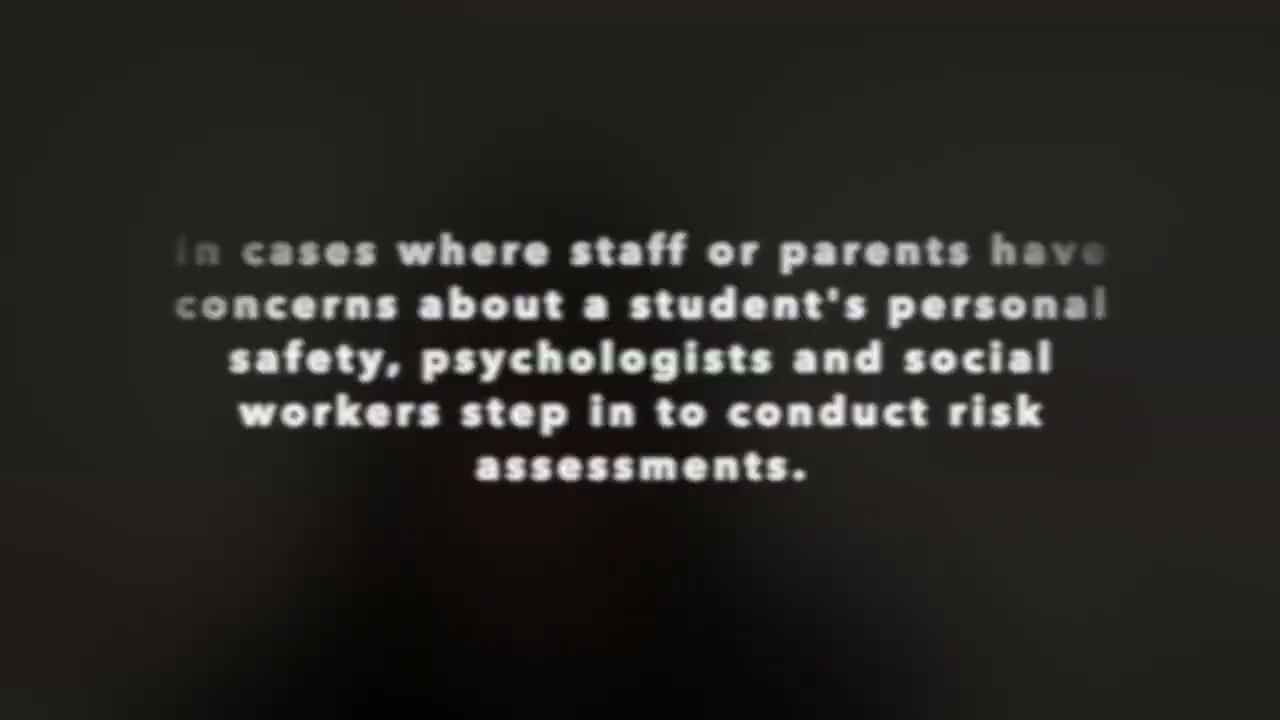 In cases where staff or parents have
concerns about a student's personal
safety, psychologists and social
workers step in to conduct risk
assessments.